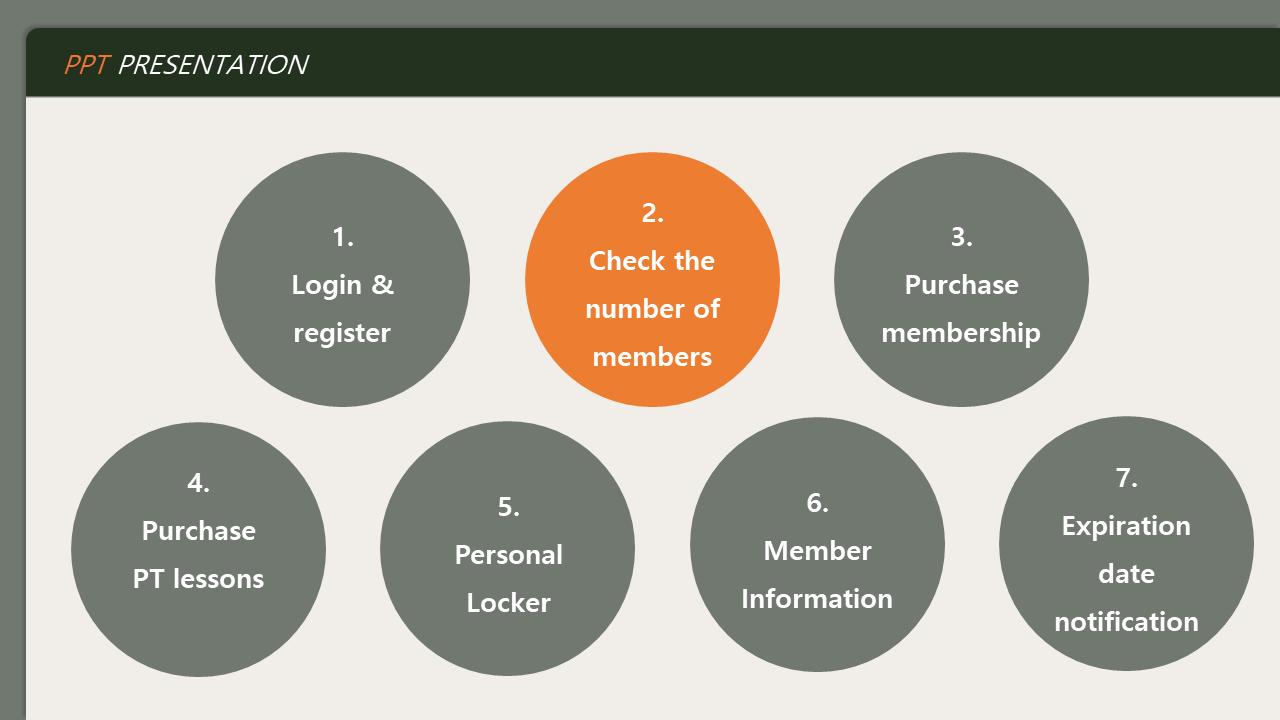 PPT PRESENTATION
1.
Login &
register
2.
Check the
number of
members
3.
Purchase
membership
4.
Purchase
PT lessons
5.
Personal
Locker
6.
Member
Information
7.
Expiration
date
notification